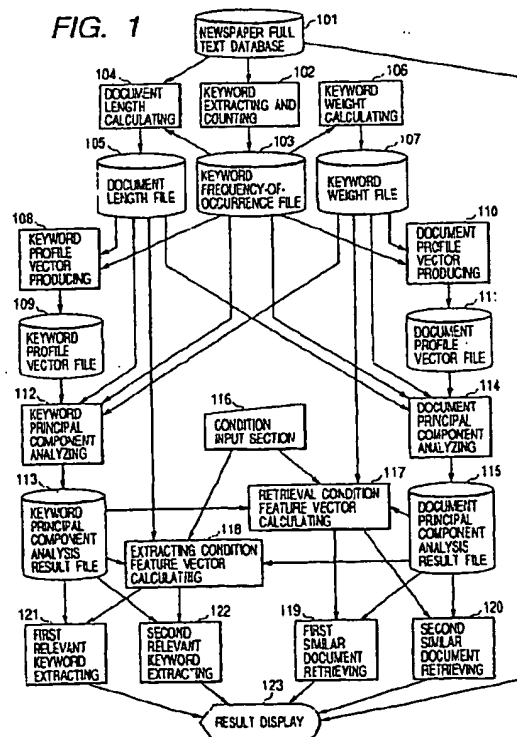 FIG. 1
101
NEWSPAPER FULL
TEXT DATABASE
104
DOCUMENT
LENGTH
CALCULATING
102
KEYWORD
EXTRACTING AND
COUNTING
106
KEYWORD
WEIGHT
CALCULATING
105
DOCUMENT
LENGTH FILE
103
KEYWORD
FREQUENCY-OF-
OCCURRENCE FILE
107
KEYWORD
WEIGHT FILE
108
KEYWORD
PROFILE
VECTOR
PRODUCING
110
DOCUMENT
PROFILE
VECTOR
PRODUCING
109
KEYWORD
PROFILE
VECTOR FILE
111
DOCUMENT
PROFILE
VECTOR FILE
112
KEYWORD
PRINCIPAL
COMPONENT
ANALYZING
116
CONDITION
INPUT SECTION
114
DOCUMENT
PRINCIPAL
COMPONENT
ANALYZING
113
KEYWORD
PRINCIPAL
COMPONENT
ANALYSIS
RESULT FILE
117
RETRIEVAL CONDITION
FEATURE VECTOR
CALCULATING
115
DOCUMENT
PRINCIPAL
COMPONENT
ANALYSIS
RESULT FILE
118
EXTRACTING CONDITION
FEATURE VECTOR
CALCULATING
121
FIRST
RELEVANT
KEYWORD
EXTRACTING
122
SECOND
RELEVANT
KEYWORD
EXTRACTING
119
FIRST
SIMILAR
DOCUMENT
RETRIEVING
120
SECOND
SIMILAR
DOCUMENT
RETRIEVING
123
RESULT DISPLAY